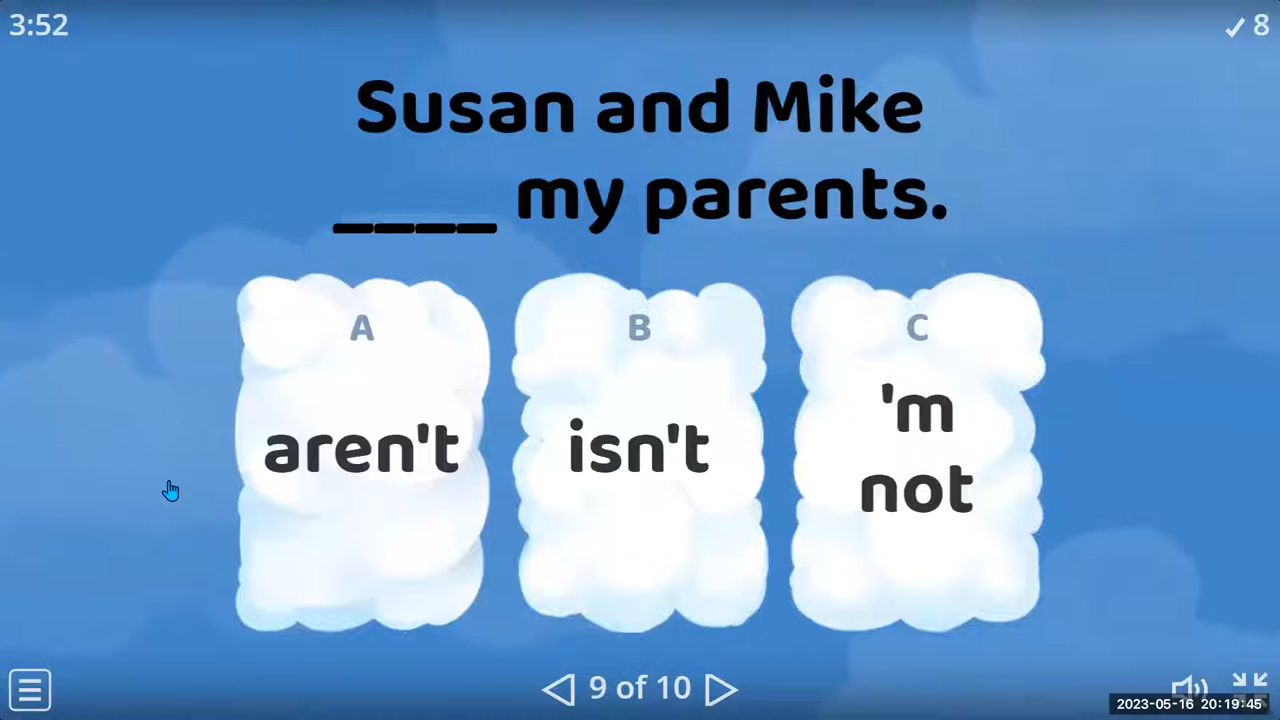 3:52
✓8
Susan and Mike
____ my parents.
A
B
C
aren't
isn't
'm
not
9 of 10
2023-05-16 20:19:45